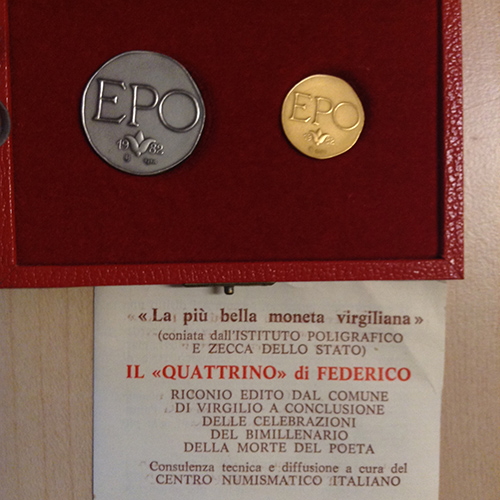 EPO
1982
EPO
« La più bella moneta virgiliana »
(coniata dall'ISTITUTO POLIGRAFICO
E ZECCA DELLO STATO)
IL «QUATTRINO» di FEDERICO
RICONIO EDITO DAL COMUNE
DI VIRGILIO A CONCLUSIONE
DELLE CELEBRAZIONI
DEL BIMILLENARIO
DELLA MORTE DEL POETA
Consulenza tecnica e diffusione a cura del
CENTRO NUMISMATICO ITALIANO